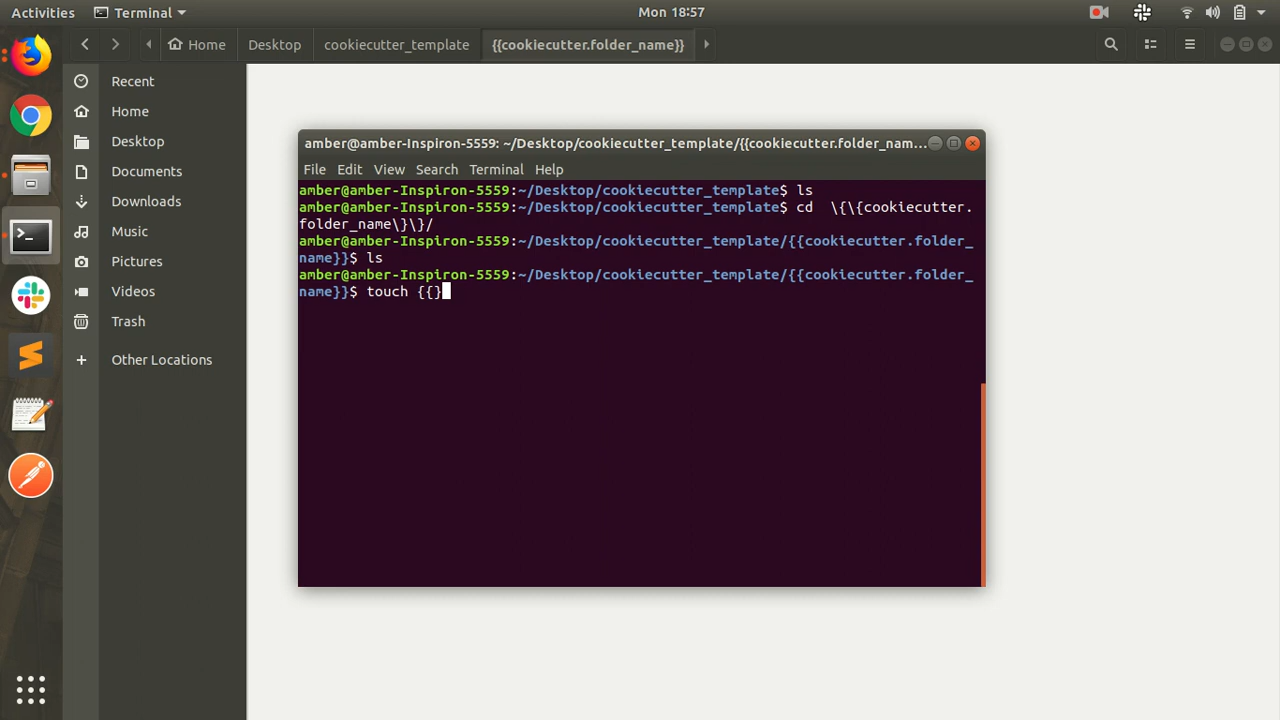 Activities Terminal Mon 18:57
Home Desktop cookiecutter_template {{cookiecutter.folder_name}}
Recent
Home
Desktop
Documents
Downloads
Music
Pictures
Videos
Trash
+ Other Locations
amber@amber-Inspiron-5559: ~/Desktop/cookiecutter_template/{{cookiecutter.folder_nam...
File Edit View Search Terminal Help
amber@amber-Inspiron-5559:~/Desktop/cookiecutter_template$ ls
amber@amber-Inspiron-5559:~/Desktop/cookiecutter_template$ cd  \{\{cookiecutter.
folder_name\}\}/
amber@amber-Inspiron-5559:~/Desktop/cookiecutter_template/{{cookiecutter.folder_
name}}$ ls
amber@amber-Inspiron-5559:~/Desktop/cookiecutter_template/{{cookiecutter.folder_
name}}$ touch {{}